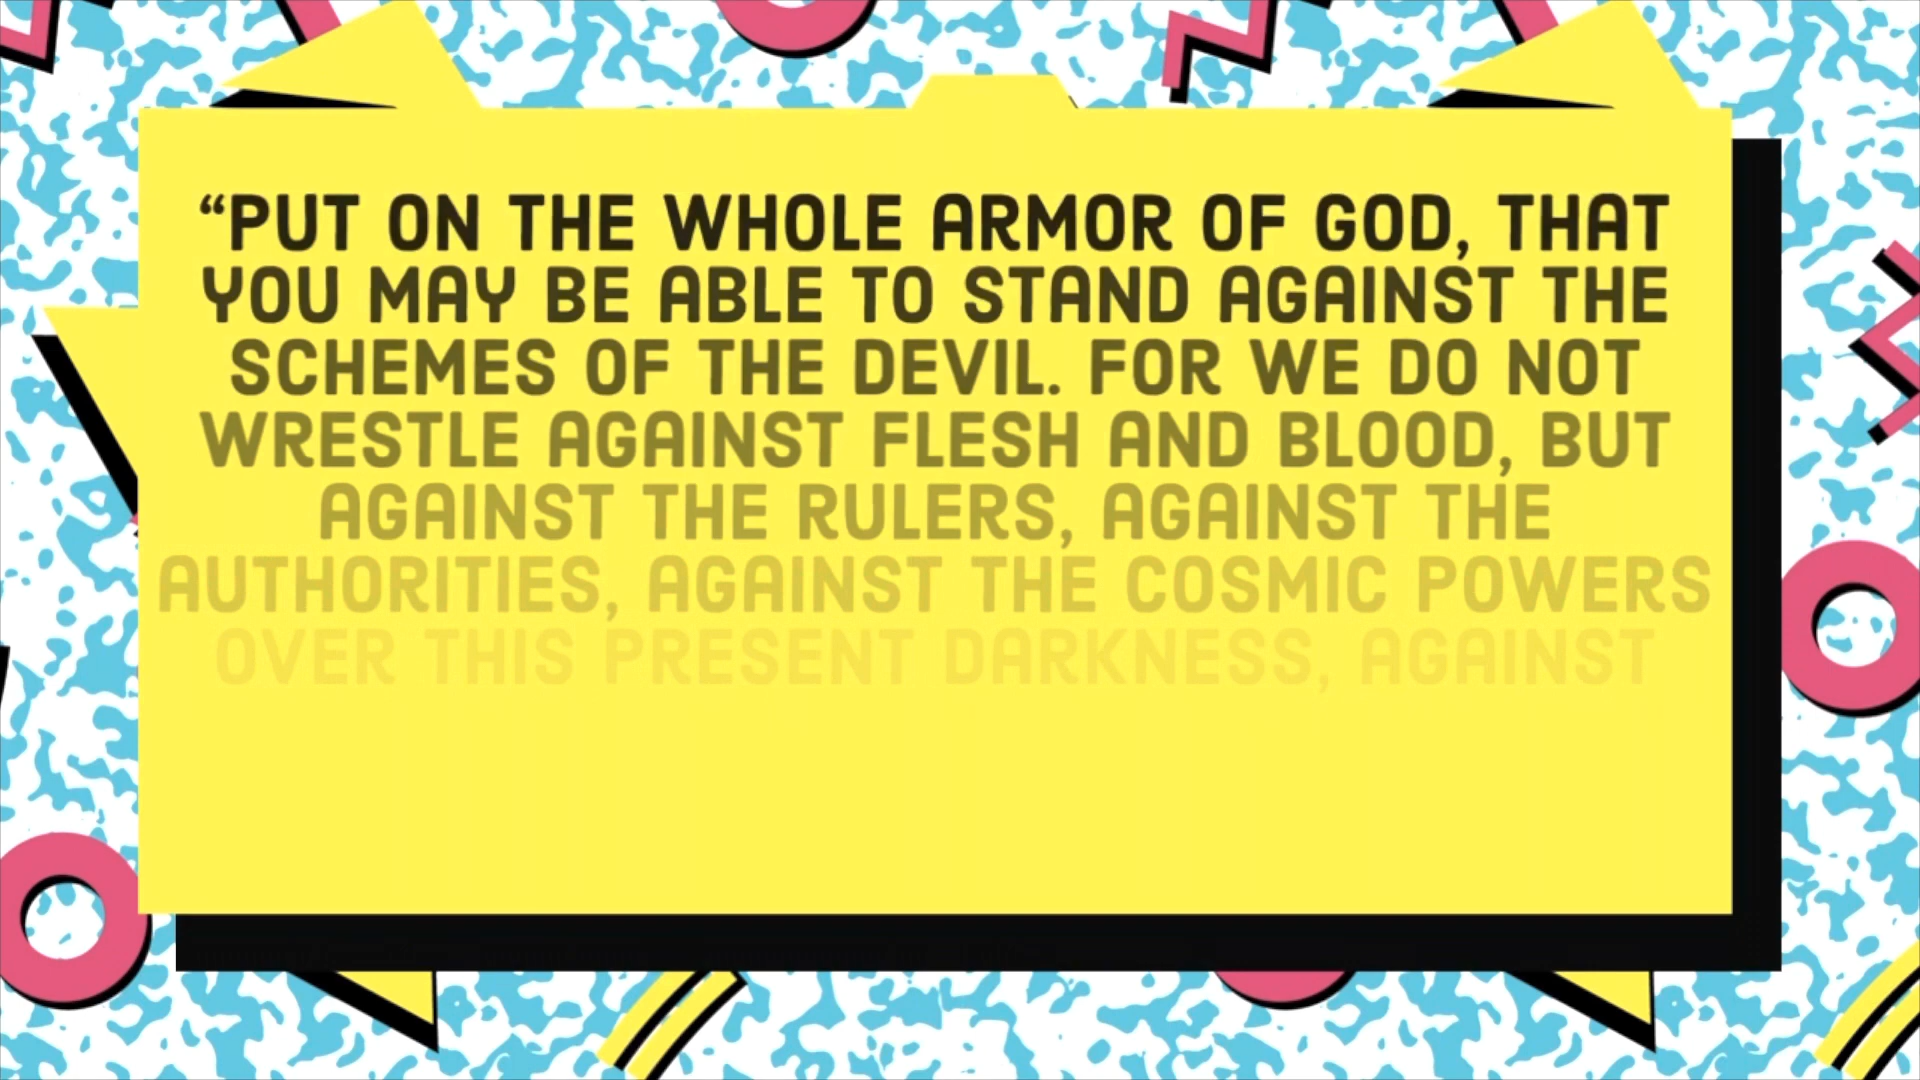 “PUT ON THE WHOLE ARMOR OF GOD, THAT
YOU MAY BE ABLE TO STAND AGAINST THE
SCHEMES OF THE DEVIL. FOR WE DO NOT
WRESTLE AGAINST FLESH AND BLOOD, BUT
AGAINST THE RULERS, AGAINST THE
AUTHORITIES, AGAINST THE COSMIC POWERS
OVER THIS PRESENT DARKNESS, AGAINST